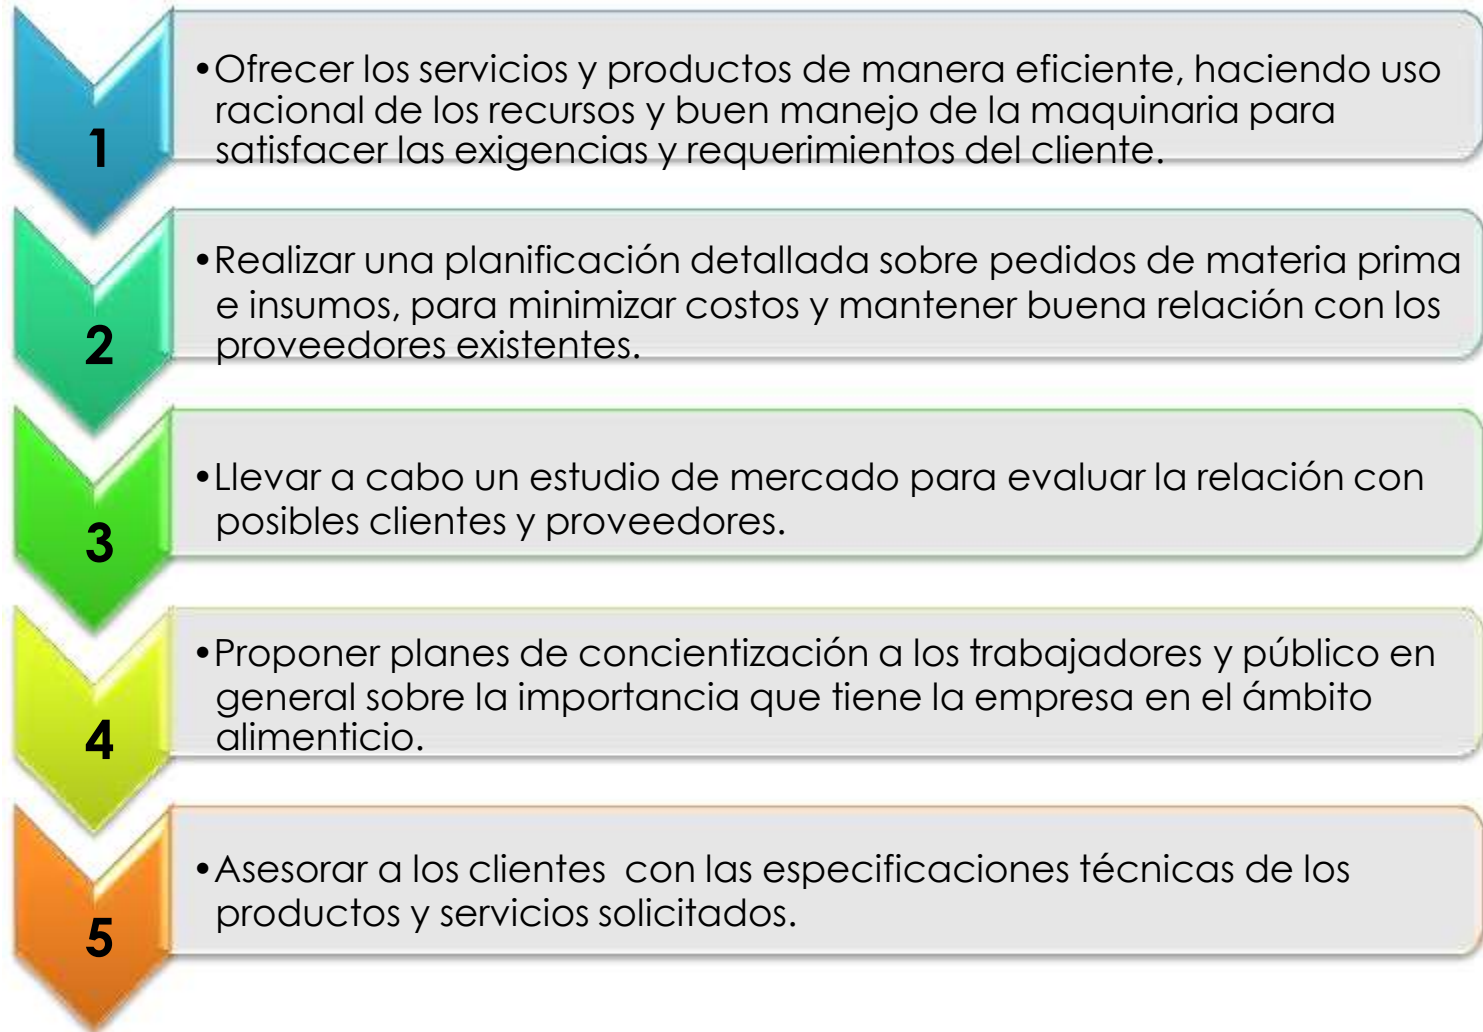 1
•Ofrecer los servicios y productos de manera eficiente, haciendo uso
racional de los recursos y buen manejo de la maquinaria para
satisfacer las exigencias y requerimientos del cliente.
2
•Realizar una planificación detallada sobre pedidos de materia prima
e insumos, para minimizar costos y mantener buena relación con los
proveedores existentes.
3
•Llevar a cabo un estudio de mercado para evaluar la relación con
posibles clientes y proveedores.
4
•Proponer planes de concientización a los trabajadores y público en
general sobre la importancia que tiene la empresa en el ámbito
alimenticio.
5
•Asesorar a los clientes  con las especificaciones técnicas de los
productos y servicios solicitados.